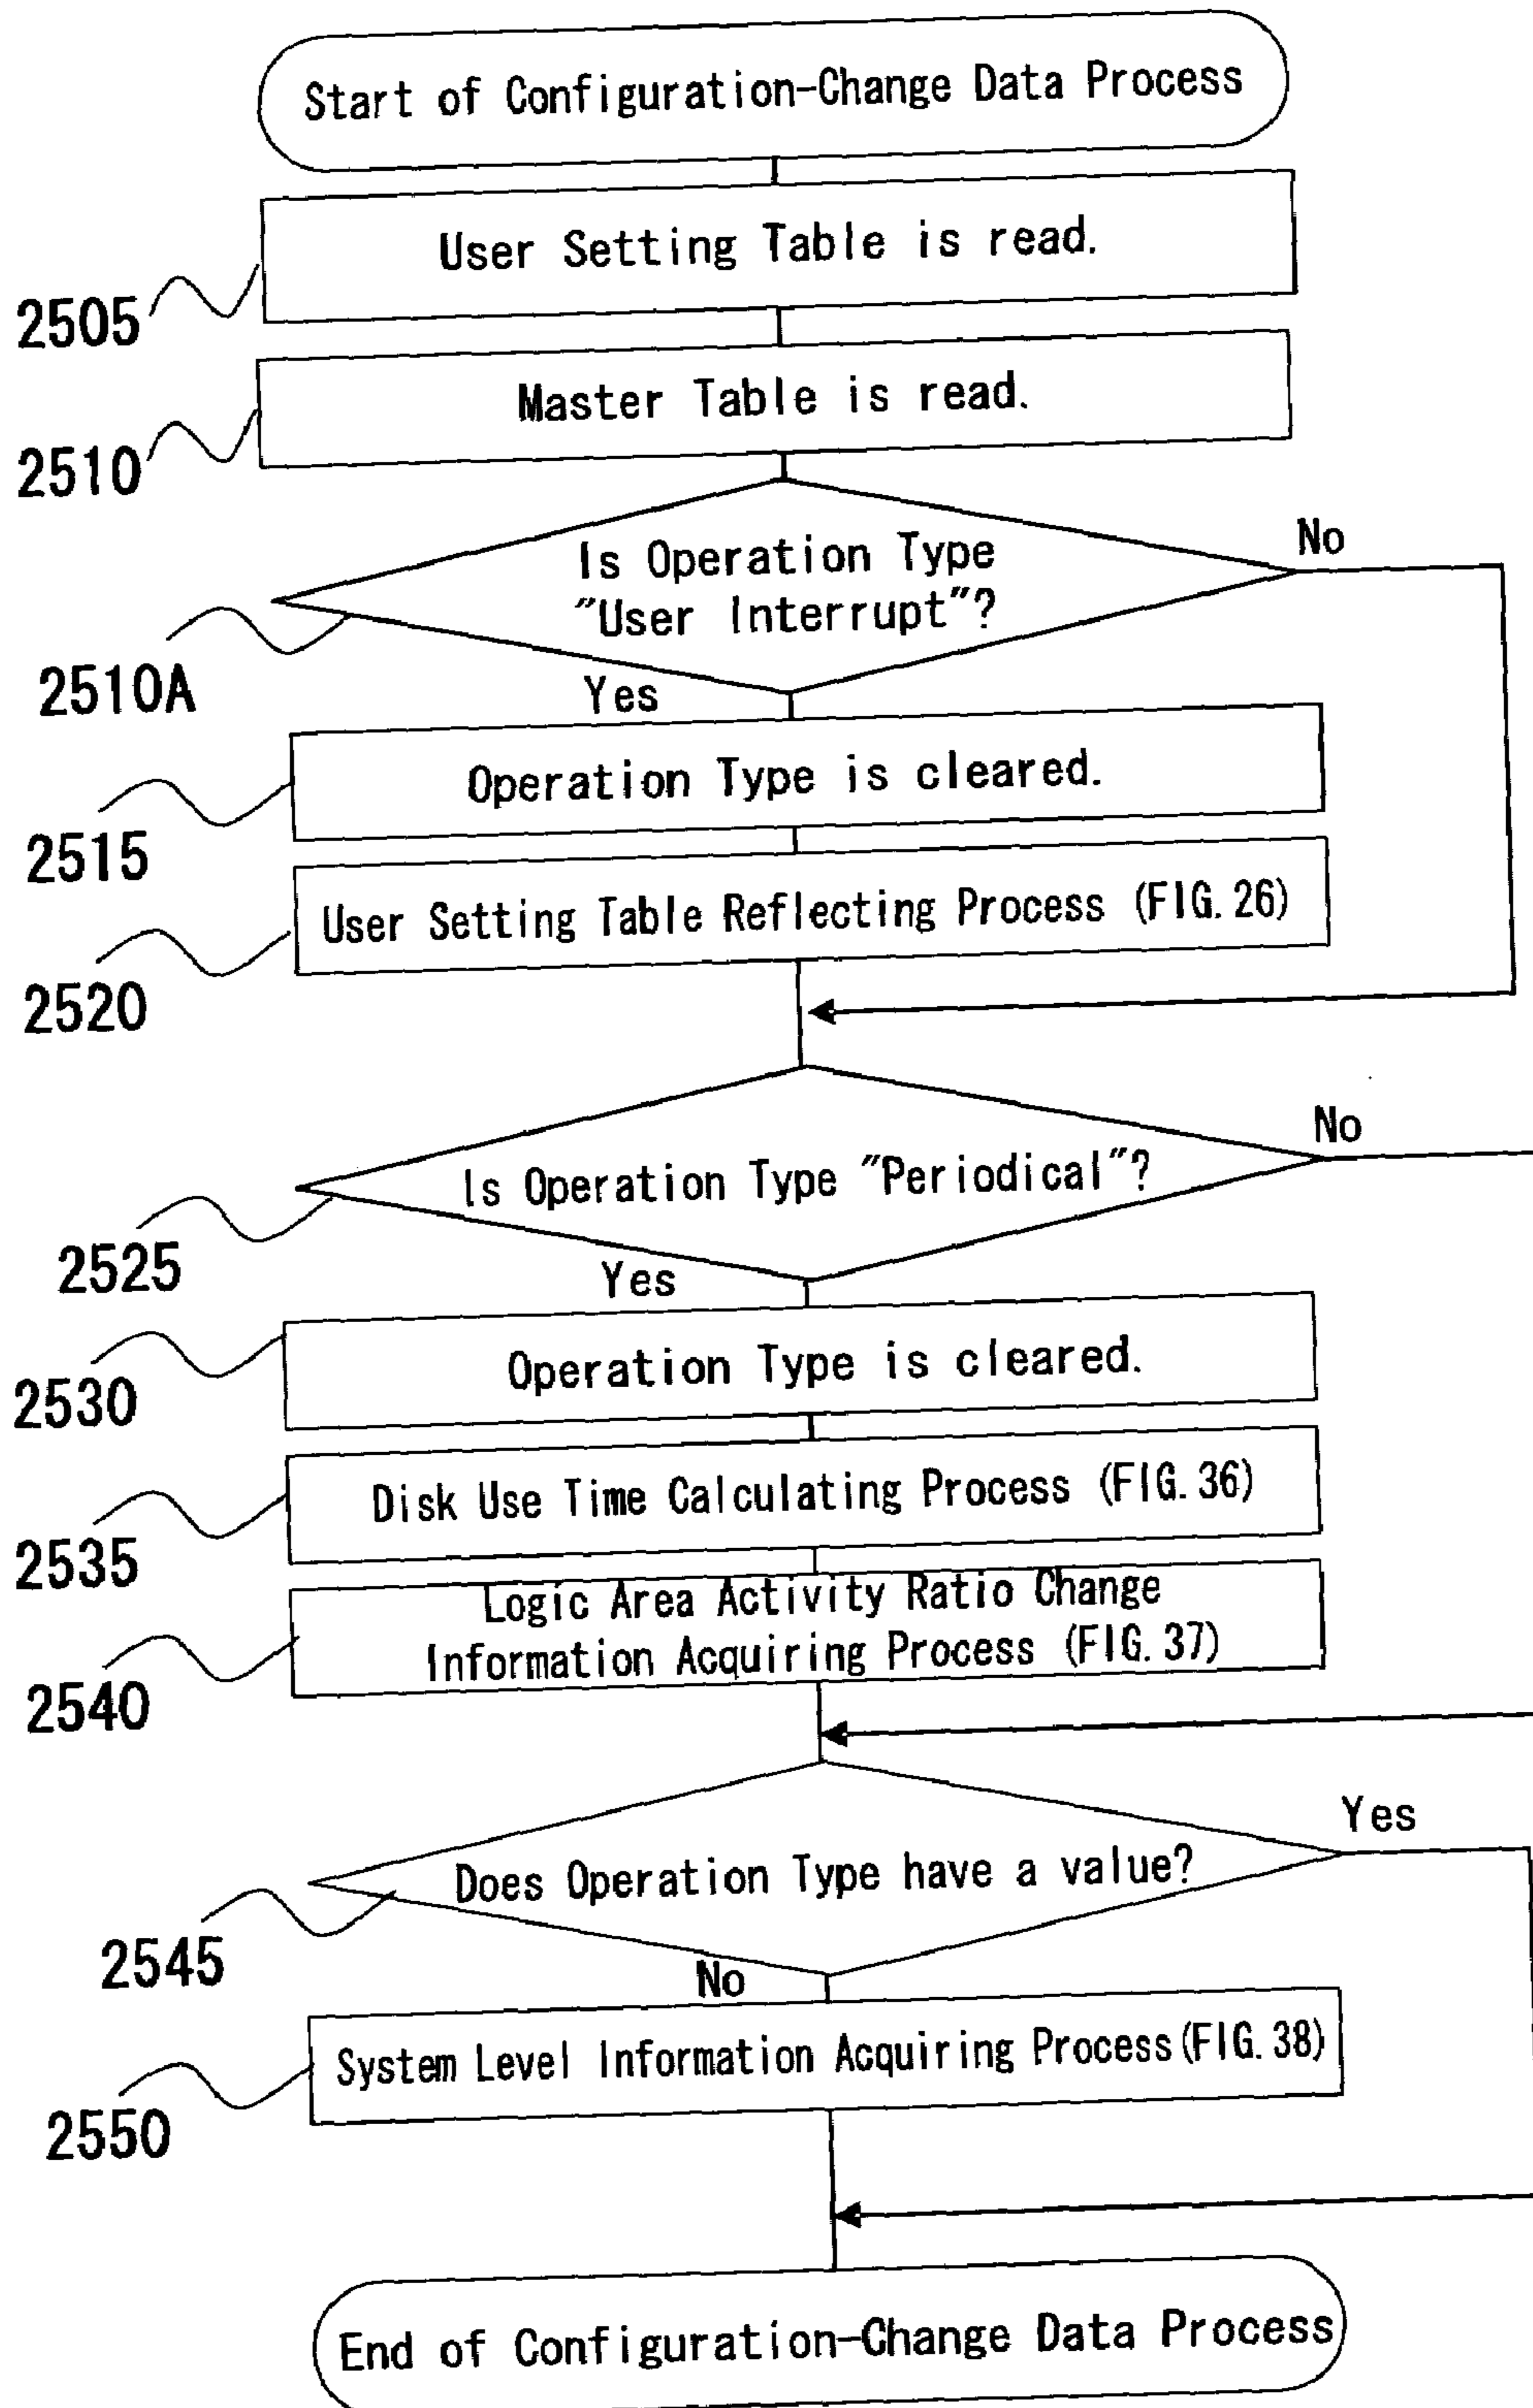 Start of Configuration-Change Data Process
User Setting Table is read.
2505
Master Table is read.
2510
Is Operation Type
"User Interrupt"?
No
2510A
Yes
Operation Type is cleared.
2515
User Setting Table Reflecting Process (FIG. 26)
2520
Is Operation Type "Periodical"?
No
2525
Yes
Operation Type is cleared.
2530
Disk Use Time Calculating Process (FIG. 36)
2535
Logic Area Activity Ratio Change
Information Acquiring Process (FIG. 37)
2540
Does Operation Type have a value?
Yes
2545
No
System Level Information Acquiring Process (FIG. 38)
2550
End of Configuration-Change Data Process